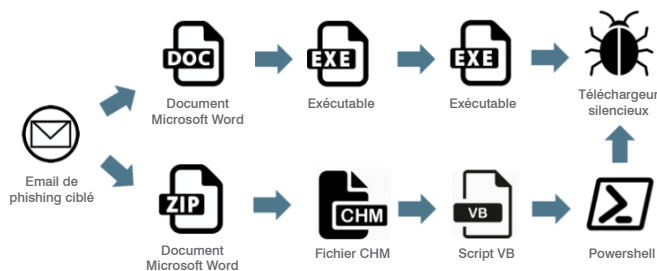 DOC
EXE
EXE
Document
Microsoft Word
Exécutable
Exécutable
Téléchargeur
silencieux
Email de
phishing ciblé
ZIP
CHM
VB
Document
Microsoft Word
Fichier CHM
Script VB
Powershell